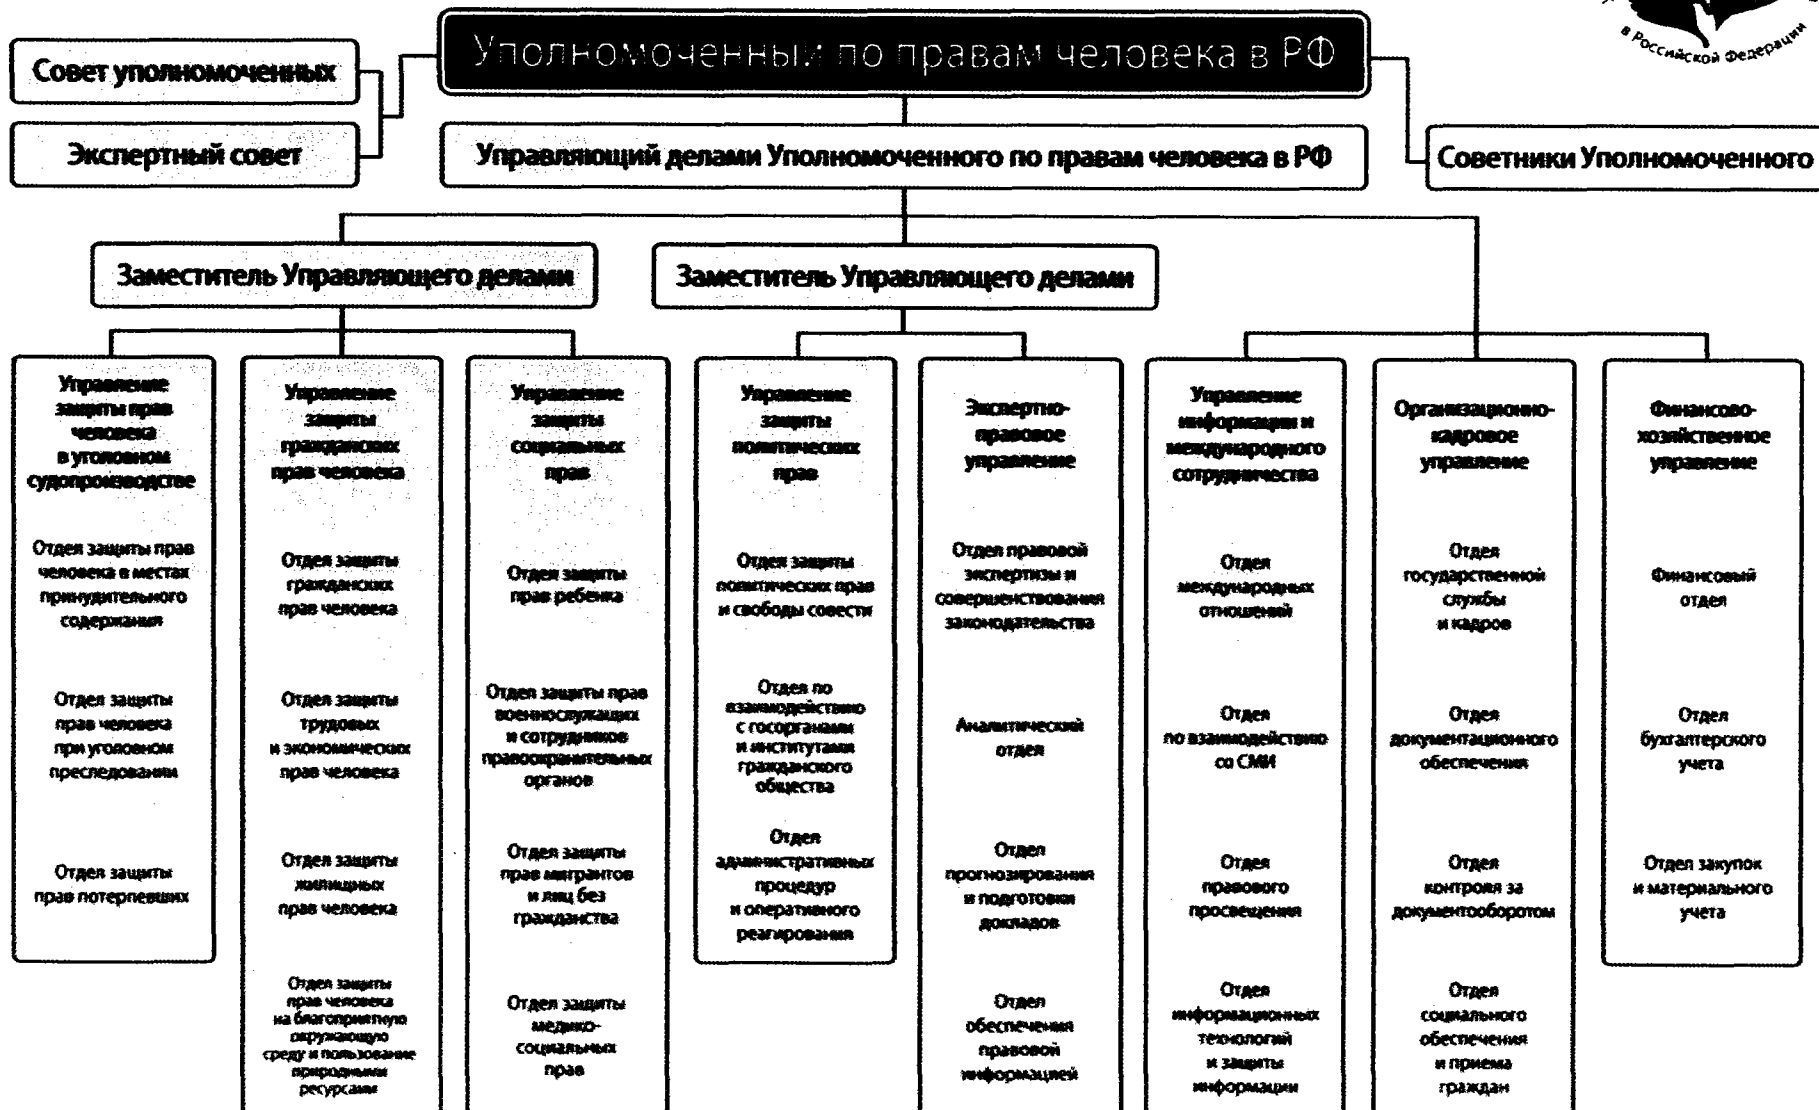 Уполномоченный по правам человека в РФ
в Российской Федерации
Совет уполномоченных
Экспертный совет
Управляющий делами Уполномоченного по правам человека в РФ
Советники Уполномоченного
Заместитель Управляющего делами
Заместитель Управляющего делами
Управление
защиты прав
человека
в уголовном
судопроизводстве
Отдел защиты прав
человека в местах
принудительного
содержания
Отдел защиты
прав человека
при уголовном
преследовании
Отдел защиты
прав потерпевших
Управление
защиты
гражданских
прав человека
Отдел защиты
гражданских
прав человека
Отдел защиты
трудовых
и экономических
прав человека
Отдел защиты
жилищных
прав человека
Отдел защиты
прав человека
на благоприятную
окружающую
среду и пользование
природными
ресурсами
Управление
защиты
социальных
прав
Отдел защиты
прав ребенка
Отдел защиты прав
военнослужащих
и сотрудников
правоохранительных
органов
Отдел защиты
прав мигрантов
и лиц без
гражданства
Отдел защиты
медико-
социальных
прав
Управление
защиты
политических
прав
Отдел защиты
политических прав
и свободы совести
Отдел по
взаимодействию
с госорганами
и институтами
гражданского
общества
Отдел
административных
процедур
и оперативного
реагирования
Экспертно-
правовое
управление
Отдел правовой
экспертизы и
совершенствования
законодательства
Аналитический
отдел
Отдел
прогнозирования
и подготовки
докладов
Отдел
обеспечения
правовой
информацией
Управление
информации и
международного
сотрудничества
Отдел
международных
отношений
Отдел
по взаимодействию
со СМИ
Отдел
правового
просвещения
Отдел
информационных
технологий
и защиты
информации
Организационно-
кадровое
управление
Отдел
государственной
службы
и кадров
Отдел
документационного
обеспечения
Отдел
контроля за
документооборотом
Отдел
социального
обеспечения
и приема
граждан
Финансово-
хозяйственное
управление
Финансовый
отдел
Отдел
бухгалтерского
учета
Отдел закупок
и материального
учета